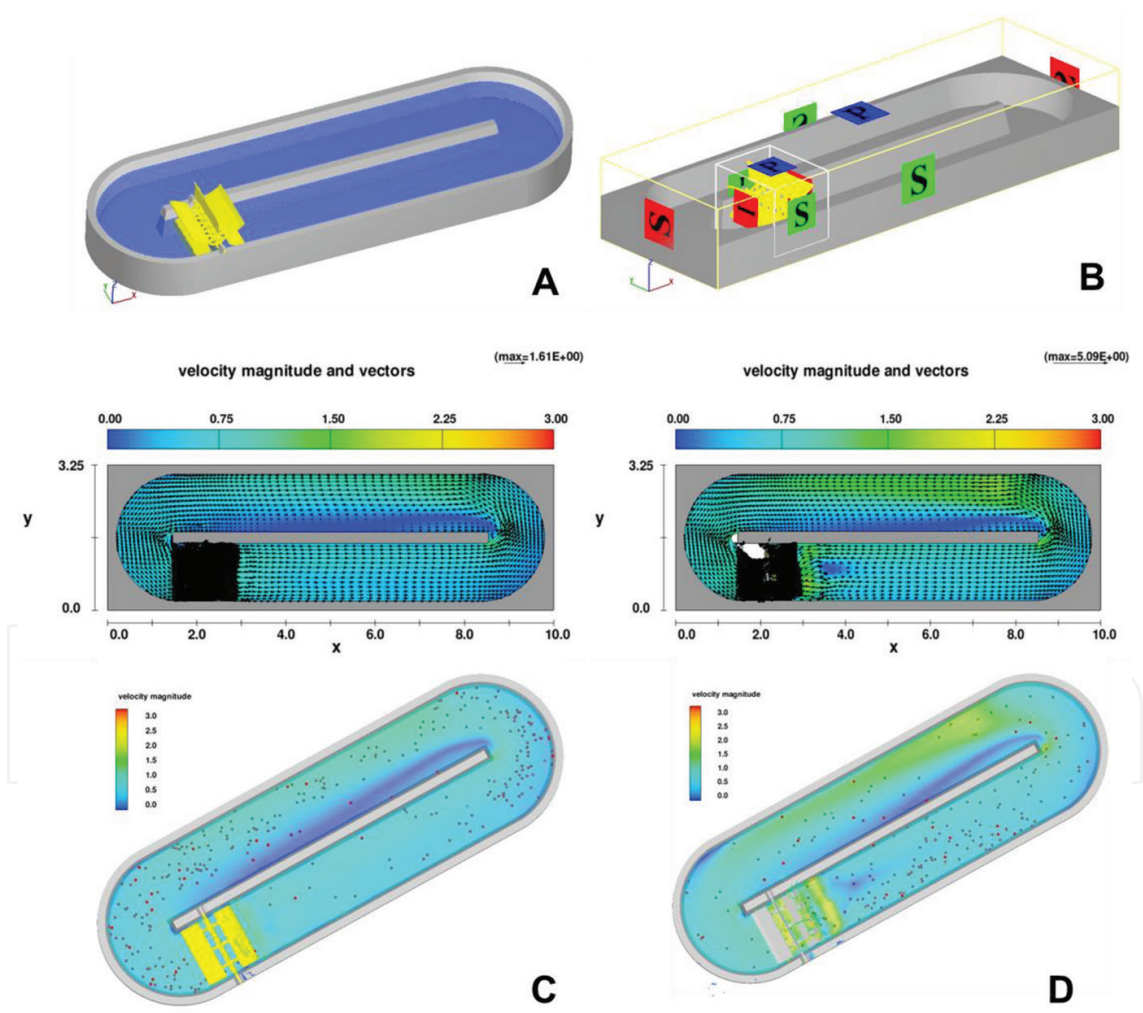 S
P
2
P
I
S
S
S
Z
Y
X
A
Z
Y
X
B
(max=1.61E+00)
velocity magnitude and vectors
0.00 0.75 1.50 2.25 3.00
3.25
y
0.0
0.0 2.0 4.0 6.0 8.0 10.0
x
(max=5.09E+00)
velocity magnitude and vectors
0.00 0.75 1.50 2.25 3.00
3.25
y
0.0
0.0 2.0 4.0 6.0 8.0 10.0
x
velocity magnitude
3.0
2.5
2.0
1.5
1.0
0.5
0.0
C
velocity magnitude
3.0
2.5
2.0
1.5
1.0
0.5
0.0
D